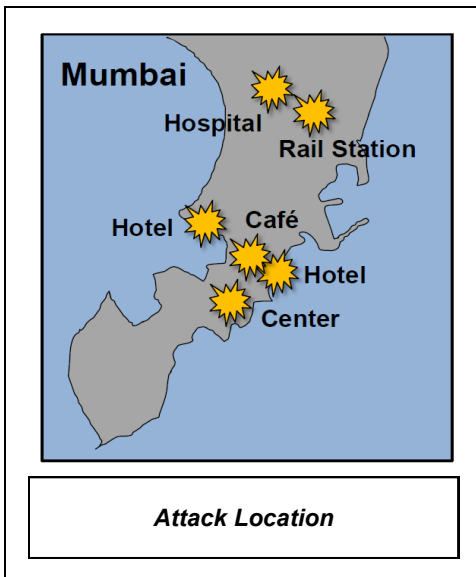 Mumbai
Hospital
Rail Station
Hotel
Café
Hotel
Center
Attack Location